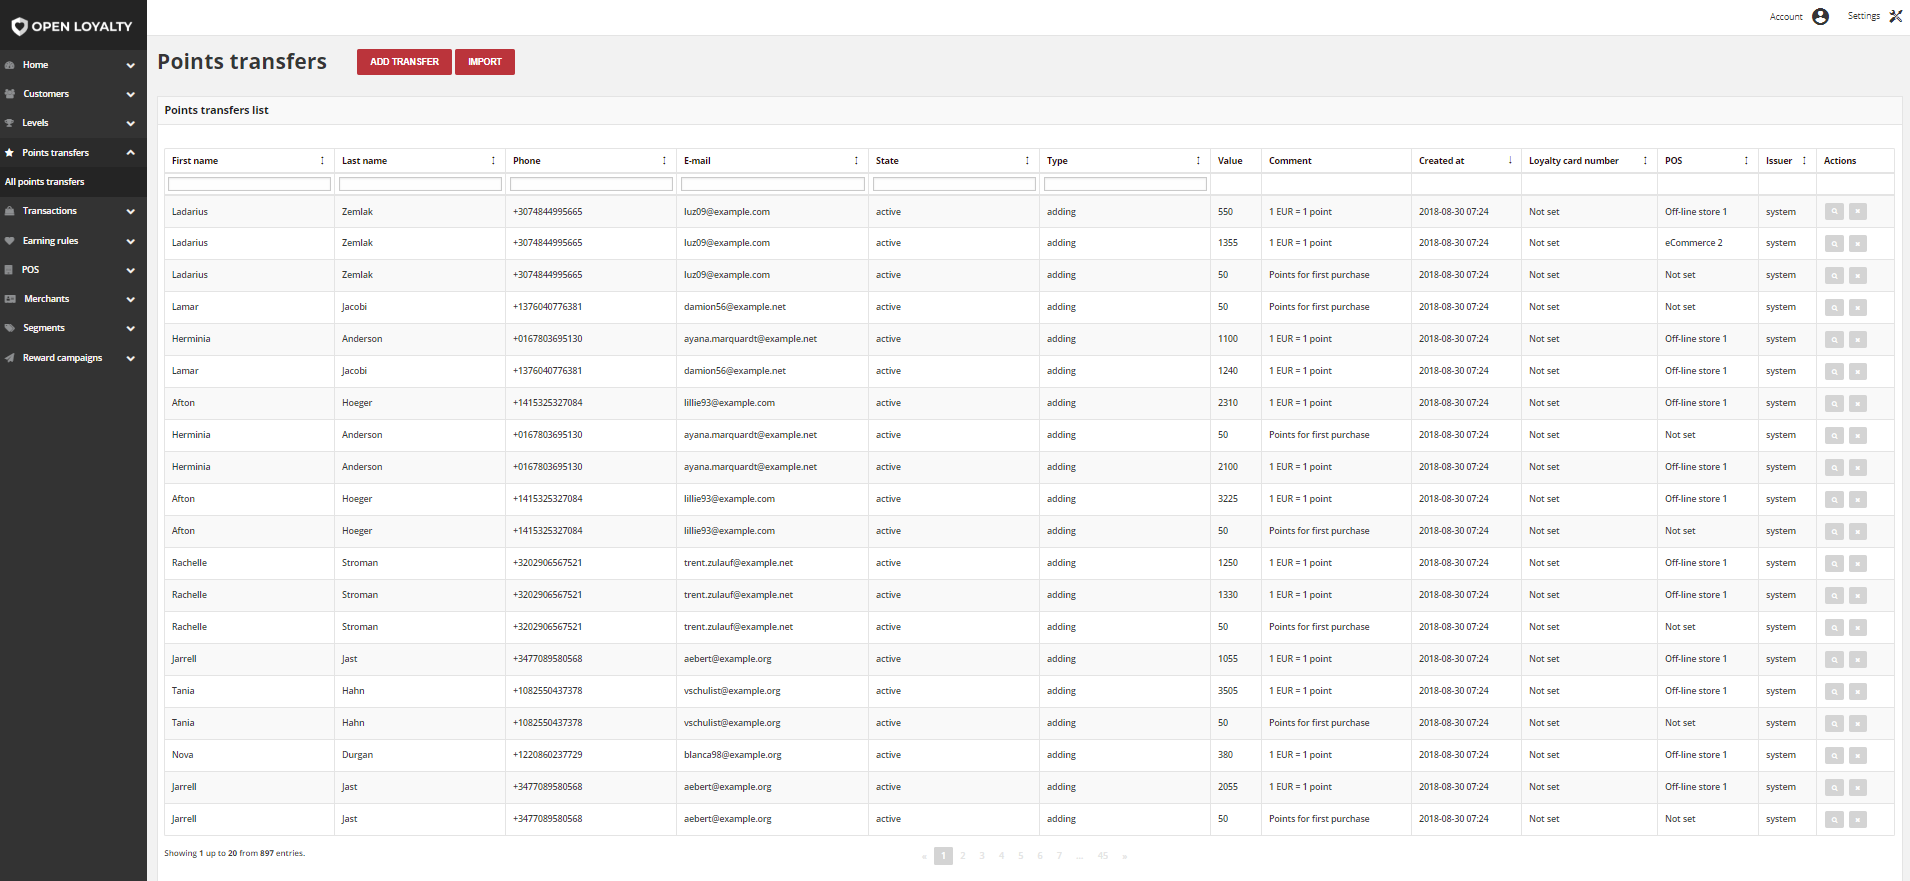 OPEN LOYALTY
Account Settings
Home
Customers
Levels
Points transfers
All points transfers
Transactions
Earning rules
POS
Merchants
Segments
Reward campaigns
Points transfers ADD TRANSFER IMPORT
Points transfers list
First name Last name Phone E-mail State Type Value Comment Created at Loyalty card number POS Issuer Actions
Ladarius Zemlak +3074844995665 luz09@example.com active adding 550 1 EUR = 1 point 2018-08-30 07:24 Not set Off-line store 1 system
Ladarius Zemlak +3074844995665 luz09@example.com active adding 1355 1 EUR = 1 point 2018-08-30 07:24 Not set eCommerce 2 system
Ladarius Zemlak +3074844995665 luz09@example.com active adding 50 Points for first purchase 2018-08-30 07:24 Not set Not set system
Lamar Jacobi +1376040776381 damion56@example.net active adding 50 Points for first purchase 2018-08-30 07:24 Not set Not set system
Herminia Anderson +0167803695130 ayana.marquardt@example.net active adding 1100 1 EUR = 1 point 2018-08-30 07:24 Not set Off-line store 1 system
Lamar Jacobi +1376040776381 damion56@example.net active adding 1240 1 EUR = 1 point 2018-08-30 07:24 Not set Off-line store 1 system
Afton Hoeger +1415325327084 lillie93@example.com active adding 2310 1 EUR = 1 point 2018-08-30 07:24 Not set Off-line store 1 system
Herminia Anderson +0167803695130 ayana.marquardt@example.net active adding 50 Points for first purchase 2018-08-30 07:24 Not set Not set system
Herminia Anderson +0167803695130 ayana.marquardt@example.net active adding 2100 1 EUR = 1 point 2018-08-30 07:24 Not set Off-line store 1 system
Afton Hoeger +1415325327084 lillie93@example.com active adding 3225 1 EUR = 1 point 2018-08-30 07:24 Not set Off-line store 1 system
Afton Hoeger +1415325327084 lillie93@example.com active adding 50 Points for first purchase 2018-08-30 07:24 Not set Not set system
Rachelle Stroman +3202906567521 trent.zulauf@example.net active adding 1250 1 EUR = 1 point 2018-08-30 07:24 Not set Off-line store 1 system
Rachelle Stroman +3202906567521 trent.zulauf@example.net active adding 1330 1 EUR = 1 point 2018-08-30 07:24 Not set Off-line store 1 system
Rachelle Stroman +3202906567521 trent.zulauf@example.net active adding 50 Points for first purchase 2018-08-30 07:24 Not set Not set system
Jarrell Jast +3477089580568 aebert@example.org active adding 1055 1 EUR = 1 point 2018-08-30 07:24 Not set Off-line store 1 system
Tania Hahn +1082550437378 vschulist@example.org active adding 3505 1 EUR = 1 point 2018-08-30 07:24 Not set Off-line store 1 system
Tania Hahn +1082550437378 vschulist@example.org active adding 50 Points for first purchase 2018-08-30 07:24 Not set Not set system
Nova Durgan +1220860237729 blanca98@example.org active adding 380 1 EUR = 1 point 2018-08-30 07:24 Not set Off-line store 1 system
Jarrell Jast +3477089580568 aebert@example.org active adding 2055 1 EUR = 1 point 2018-08-30 07:24 Not set Off-line store 1 system
Jarrell Jast +3477089580568 aebert@example.org active adding 50 Points for first purchase 2018-08-30 07:24 Not set Not set system
Showing 1 up to 20 from 897 entries. « 1 2 3 4 5 6 7 ... 45 »